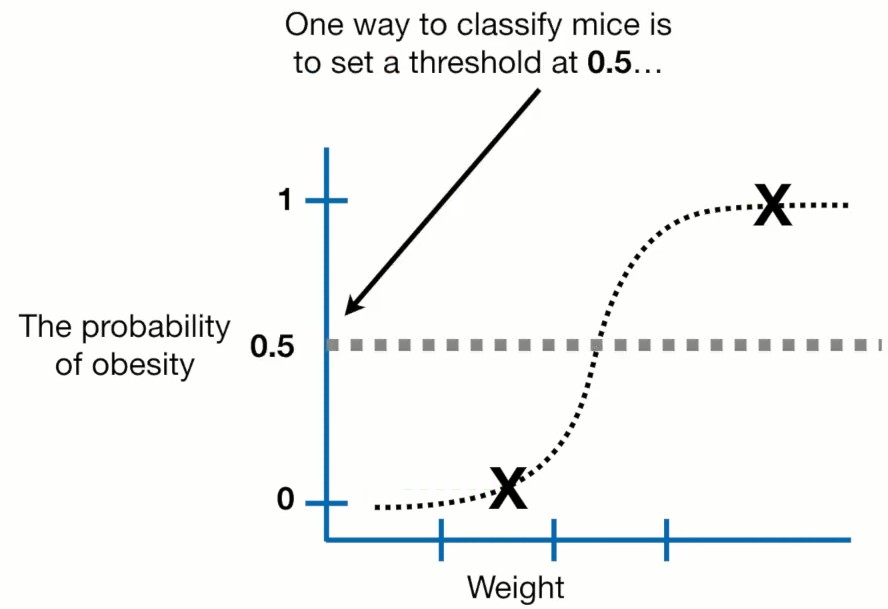 One way to classify mice is
to set a threshold at 0.5...
1
The probability
of obesity
0.5
X
X
0
Weight